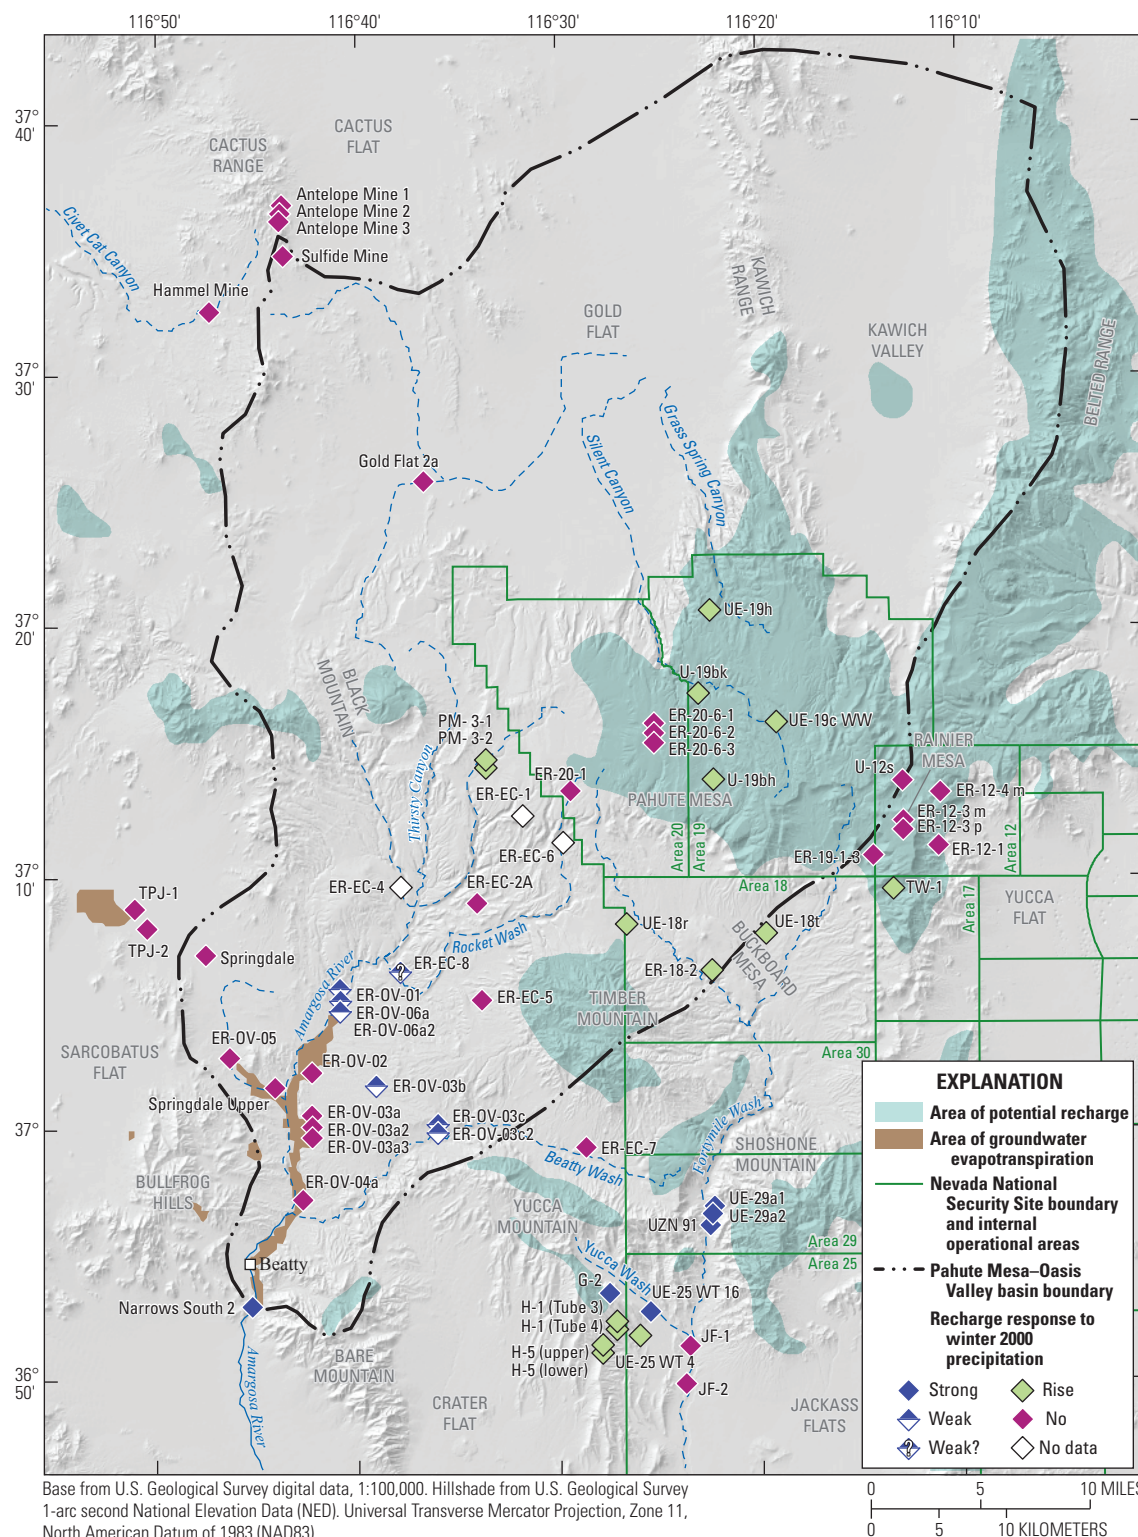 116°50'
116°40'
116°30'
116°20'
116°10'
37°
40'
CACTUS
FLAT
CACTUS
RANGE
Antelope Mine 1
Antelope Mine 2
Antelope Mine 3
Civet Cat Canyon
Sulfide Mine
Hammel Mine
KAWICH
RANGE
GOLD
FLAT
KAWICH
VALLEY
BELTED RANGE
37°
30'
Grass Spring Canyon
Silent Canyon
Gold Flat 2a
37°
20'
UE-19h
BLACK
MOUNTAIN
U-19bk
PM- 3-1
PM- 3-2
ER-20-6-1
ER-20-6-2
ER-20-6-3
UE-19c WW
RAINIER
MESA
Thirsty Canyon
ER-20-1
U-19bh
U-12s
ER-EC-1
PAHUTE MESA
ER-12-4 m
ER-12-3 m
ER-12-3 p
Area 20
Area 19
Area 12
ER-EC-6
ER-19-1-3
ER-12-1
37°
10'
ER-EC-4
ER-EC-2A
Area 18
TW-1
Area 17
YUCCA
FLAT
TPJ-1
TPJ-2
Springdale
Rocket Wash
UE-18r
UE-18t
BUCKBOARD
MESA
Amargosa River
ER-EC-8
?
ER-18-2
ER-OV-01
ER-OV-06a
ER-OV-06a2
ER-EC-5
TIMBER
MOUNTAIN
SARCOBATUS
FLAT
ER-OV-05
ER-OV-02
Area 30
Springdale Upper
ER-OV-03b
37°
ER-OV-03a
ER-OV-03a2
ER-OV-03a3
ER-OV-03c
ER-OV-03c2
Fortymile Wash
ER-EC-7
Beatty Wash
SHOSHONE
MOUNTAIN
BULLFROG
HILLS
ER-OV-04a
YUCCA
MOUNTAIN
UE-29a1
UE-29a2
UZN 91
Area 29
Area 25
Beatty
Yucca Wash
G-2
UE-25 WT 16
Narrows South 2
H-1 (Tube 3)
H-1 (Tube 4)
H-5 (upper)
H-5 (lower)
UE-25 WT 4
JF-1
JF-2
36°
50'
BARE
MOUNTAIN
Amargosa River
CRATER
FLAT
JACKASS
FLATS
EXPLANATION
Area of potential recharge
Area of groundwater
evapotranspiration
Nevada National
Security Site boundary
and internal
operational areas
Pahute Mesa–Oasis
Valley basin boundary
Recharge response to
winter 2000
precipitation
Strong
Rise
Weak
No
? Weak?
No data
Base from U.S. Geological Survey digital data, 1:100,000. Hillshade from U.S. Geological Survey
1-arc second National Elevation Data (NED). Universal Transverse Mercator Projection, Zone 11,
North American Datum of 1983 (NAD83)
0 5 10 MILES
0 5 10 KILOMETERS